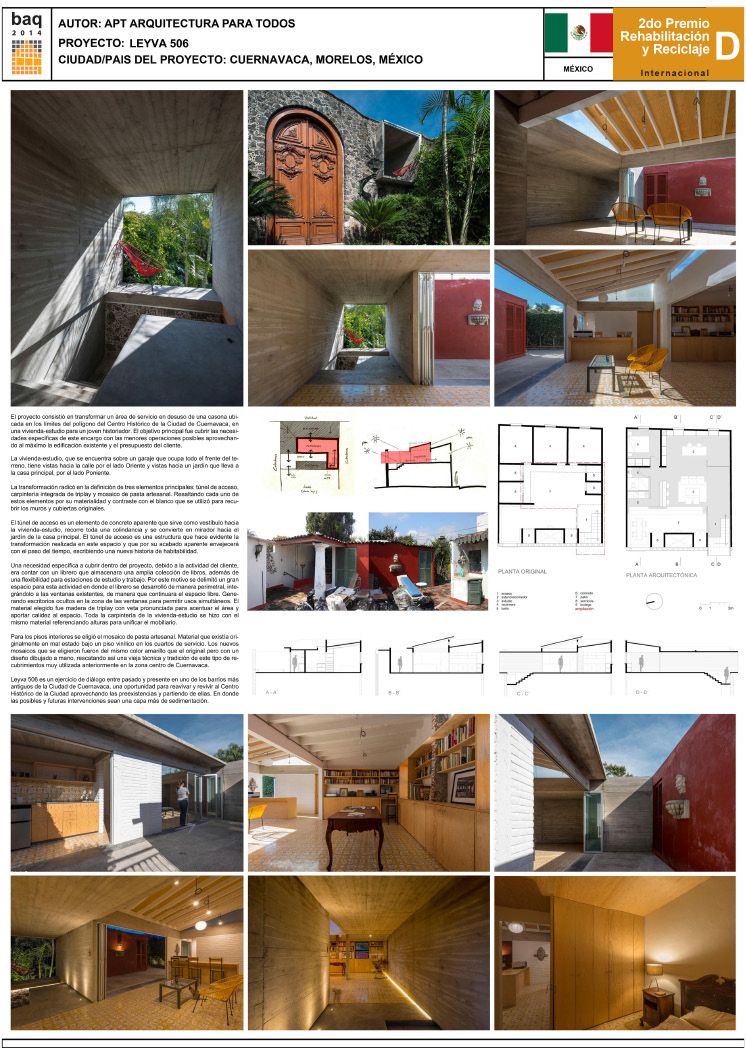 baq
2014
AUTOR: APT ARQUITECTURA PARA TODOS
PROYECTO: LEYVA 506
CIUDAD/PAIS DEL PROYECTO: CUERNAVACA, MORELOS, MÉXICO
MÉXICO
2do Premio
Rehabilitación
y Reciclaje
D
Internacional
El proyecto consistió en transformar un área de servicio en desuso de una casona ubi-
cada en los límites del polígono del Centro Histórico de la Ciudad de Cuernavaca, en
una vivienda-estudio para un joven historiador. El objetivo principal fue cubrir las necesi-
dades específicas de este encargo con las menores operaciones posibles aprovechan-
do al máximo la edificación existente y el presupuesto del cliente.
La vivienda-estudio, que se encuentra sobre un garaje que ocupa todo el frente del te-
rreno, tiene vistas hacia la calle por el lado Oriente y vistas hacia un jardín que lleva a
la casa principal, por el lado Poniente.
La transformación radicó en la definición de tres elementos principales: túnel de acceso,
carpintería integrada de triplay y mosaico de pasta artesanal. Resaltando cada uno de
estos elementos por su materialidad y contraste con el blanco que se utilizó para recu-
brir los muros y cubiertas originales.
El túnel de acceso es un elemento de concreto aparente que sirve como vestíbulo hacia
la vivienda-estudio, recorre toda una colindancia y se convierte en mirador hacia el
jardín de la casa principal. El túnel de acceso es una estructura que hace evidente la
transformación realizada en este espacio y que por su acabado aparente envejecerá
con el paso del tiempo, escribiendo una nueva historia de habitabilidad.
Una necesidad específica a cubrir dentro del proyecto, debido a la actividad del cliente,
era contar con un librero que almacenara una amplia colección de libros, además de
una flexibilidad para estaciones de estudio y trabajo. Por este motivo se delimitó un gran
espacio para esta actividad en donde el librero se desarrolló de manera perimetral, inte-
grándolo a las ventanas existentes, de manera que continuara el espacio libre. Gene-
rando escritorios ocultos en la zona de las ventanas para permitir usos simultáneos. El
material elegido fue madera de triplay con veta pronunciada para acentuar el área y
aportar calidez al espacio. Toda la carpintería de la vivienda-estudio se hizo con el
mismo material referenciando alturas para unificar el mobiliario.
Para los pisos interiores se eligió el mosaico de pasta artesanal. Material que existía ori-
ginalmente en mal estado bajo un piso vinílico en los cuartos de servicio. Los nuevos
mosaicos que se eligieron fueron del mismo color amarillo que el original pero con un
diseño dibujado a mano, rescatando así una vieja técnica y tradición de este tipo de re-
cubrimientos muy utilizada anteriormente en la zona centro de Cuernavaca.
Leyva 506 es un ejercicio de diálogo entre pasado y presente en uno de los barrios más
antiguos de la Ciudad de Cuernavaca, una oportunidad para reavivar y revivir al Centro
Histórico de la Ciudad aprovechando las preexistencias y partiendo de ellas. En donde
las posibles y futuras intervenciones sean una capa más de sedimentación.
PLANTA ORIGINAL
PLANTA ARQUITECTÓNICA
A - A´
B - B´
C - C´
D - D